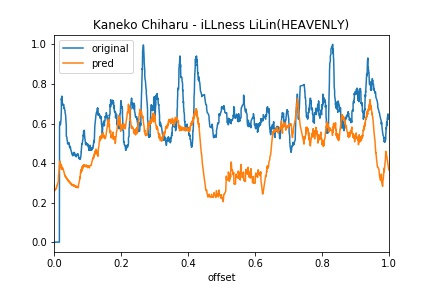 Kaneko Chiharu - iLLness LiLin(HEAVENLY)
original
pred
1.0
0.8
0.6
0.4
0.2
0.0
0.0 0.2 0.4 0.6 0.8 1.0
offset